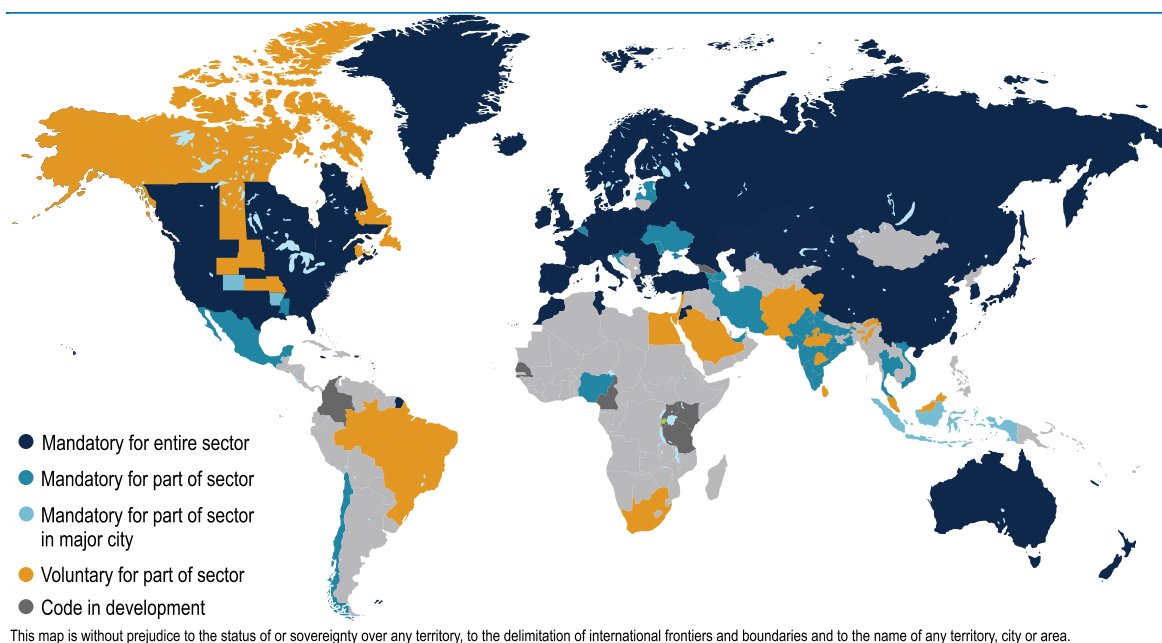 Mandatory for entire sector
Mandatory for part of sector
Mandatory for part of sector
in major city
Voluntary for part of sector
Code in development
This map is without prejudice to the status of or sovereignty over any territory, to the delimitation of international frontiers and boundaries and to the name of any territory, city or area.